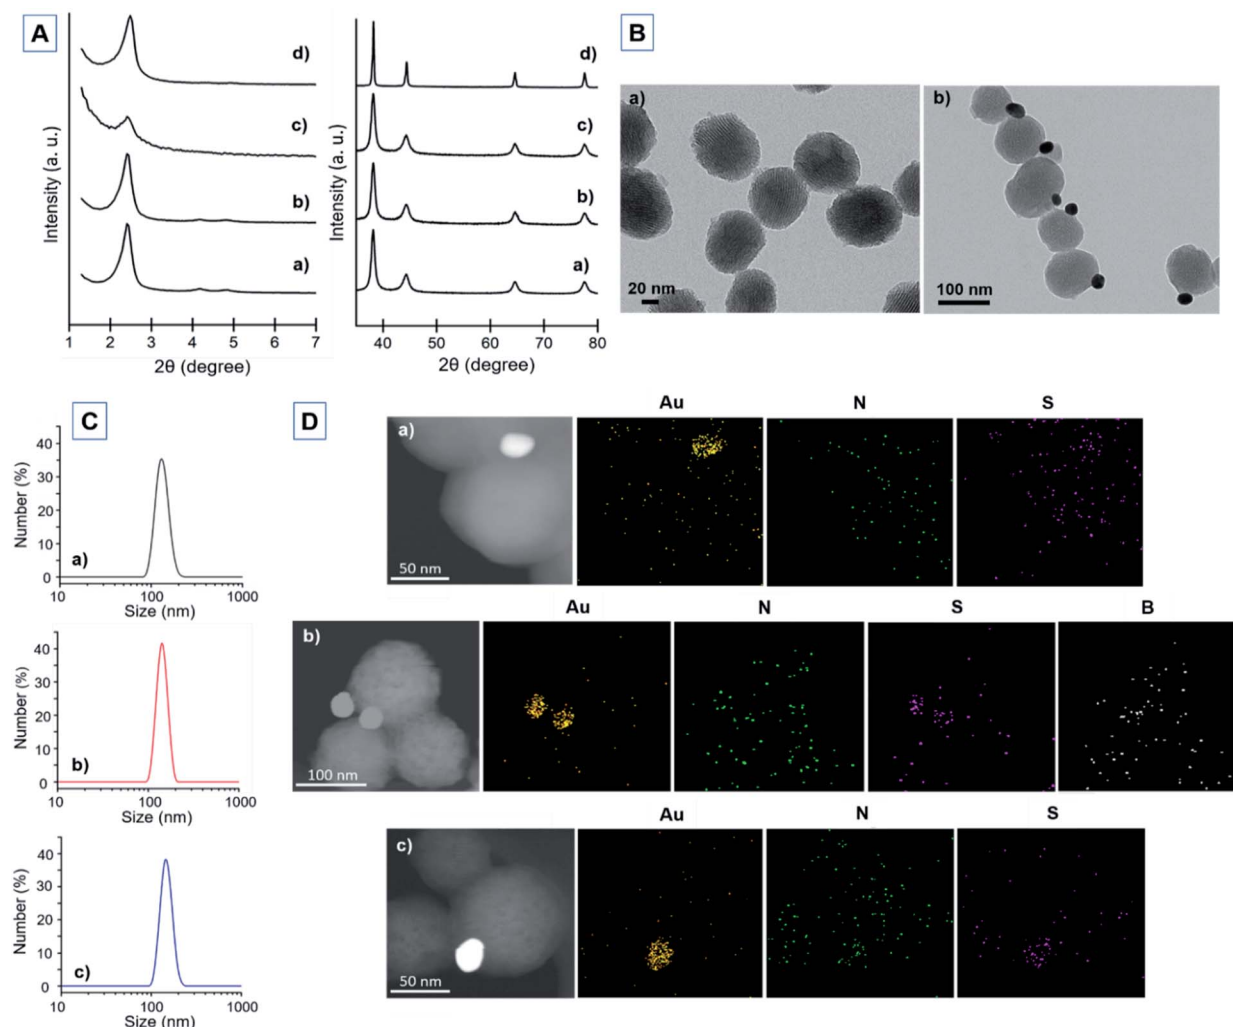 A
d)
c)
b)
a)
Intensity (a. u.)
1 2 3 4 5 6 7
2θ (degree)
d)
c)
b)
a)
Intensity (a. u.)
40 50 60 70 80
2θ (degree)
B
a)
20 nm
b)
100 nm
C
Number (%)
40
30
20
10
0
a)
10 100 1000
Size (nm)
Number (%)
40
30
20
10
0
b)
10 100 1000
Size (nm)
Number (%)
40
30
20
10
0
c)
10 100 1000
Size (nm)
D
Au N S
a)
50 nm
Au N S B
b)
100 nm
Au N S
c)
50 nm